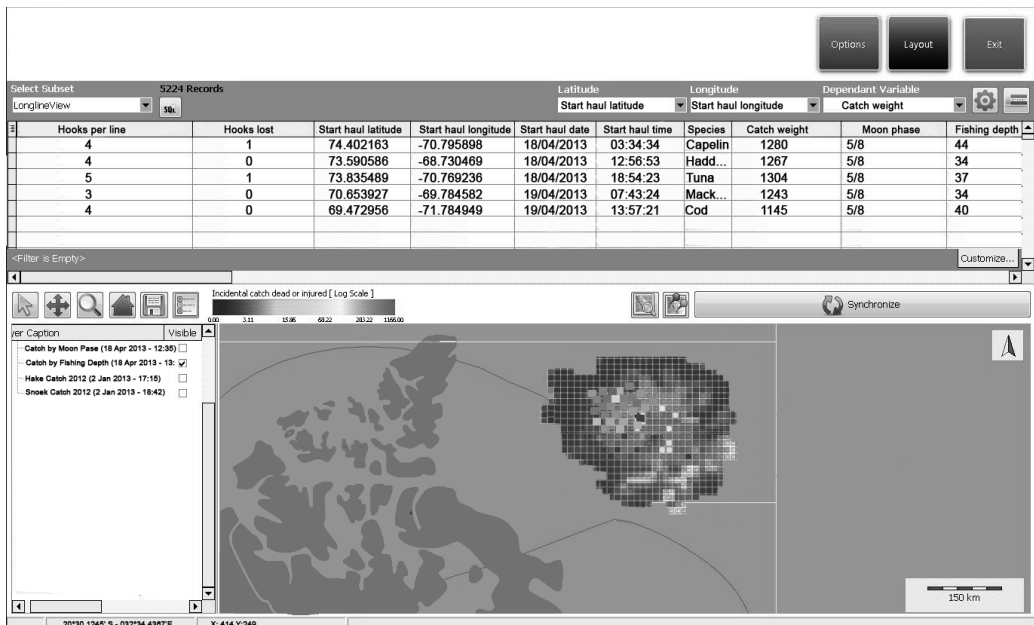 Options Layout Exit
Select Subset 5224 Records Latitude Longitude Dependant Variable
LonglineView SQL Start haul latitude Start haul longitude Catch weight
Hooks per line Hooks lost Start haul latitude Start haul longitude Start haul date Start haul time Species Catch weight Moon phase Fishing depth
4 1 74.402163 -70.795898 18/04/2013 03:34:34 Capelin 1280 5/8 44
4 0 73.590586 -68.730469 18/04/2013 12:56:53 Hadd... 1267 5/8 34
5 1 73.835489 -70.769236 18/04/2013 18:54:23 Tuna 1304 5/8 37
3 0 70.653927 -69.784582 19/04/2013 07:43:24 Mack... 1243 5/8 34
4 0 69.472956 -71.784949 19/04/2013 13:57:21 Cod 1145 5/8 40
<Filter is Empty> Customize...
Incidental catch dead or injured [ Log Scale ]
Synchronize
0.00 3.11 15.86 68.22 283.22 1166.00
yer Caption Visible
Catch by Moon Pase (18 Apr 2013 - 12:35)
Catch by Fishing Depth (18 Apr 2013 - 13:
Hake Catch 2012 (2 Jan 2013 - 17:15)
Snoek Catch 2012 (2 Jan 2013 - 18:42)
150 km
20°30.1246' S - 032°34.4367'E X: 414 Y:249